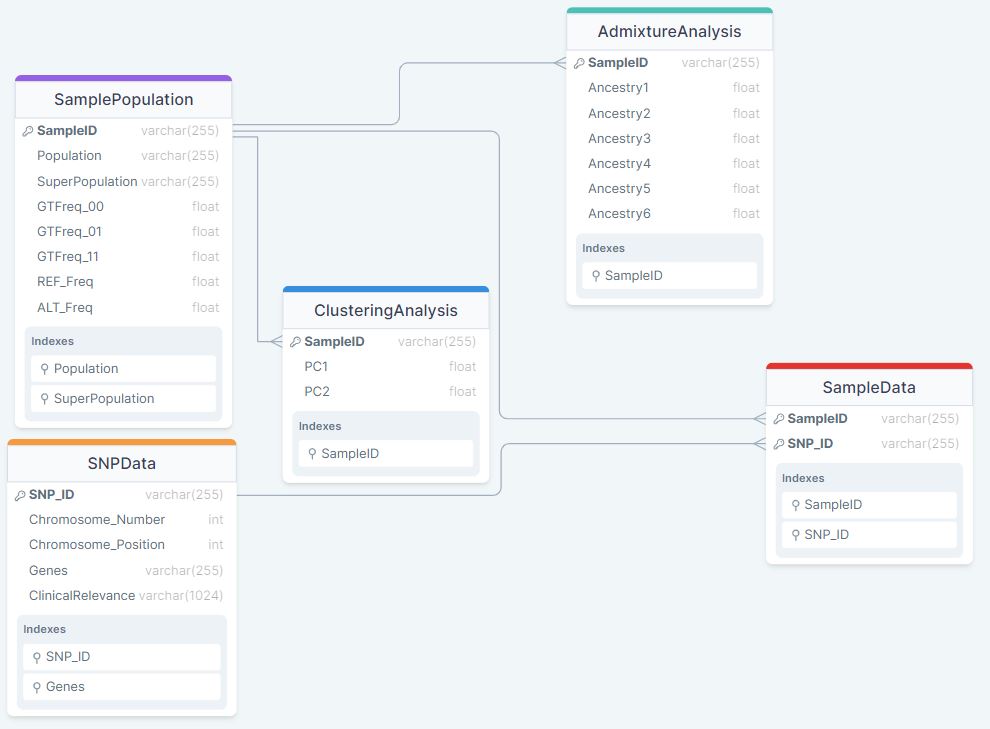 AdmixtureAnalysis
SampleID varchar(255)
Ancestry1 float
Ancestry2 float
Ancestry3 float
Ancestry4 float
Ancestry5 float
Ancestry6 float
Indexes
SampleID
SamplePopulation
SampleID varchar(255)
Population varchar(255)
SuperPopulation varchar(255)
GTFreq_00 float
GTFreq_01 float
GTFreq_11 float
REF_Freq float
ALT_Freq float
Indexes
Population
SuperPopulation
ClusteringAnalysis
SampleID varchar(255)
PC1 float
PC2 float
Indexes
SampleID
SampleData
SampleID varchar(255)
SNP_ID varchar(255)
Indexes
SampleID
SNP_ID
SNPData
SNP_ID varchar(255)
Chromosome_Number int
Chromosome_Position int
Genes varchar(255)
ClinicalRelevance varchar(1024)
Indexes
SNP_ID
Genes